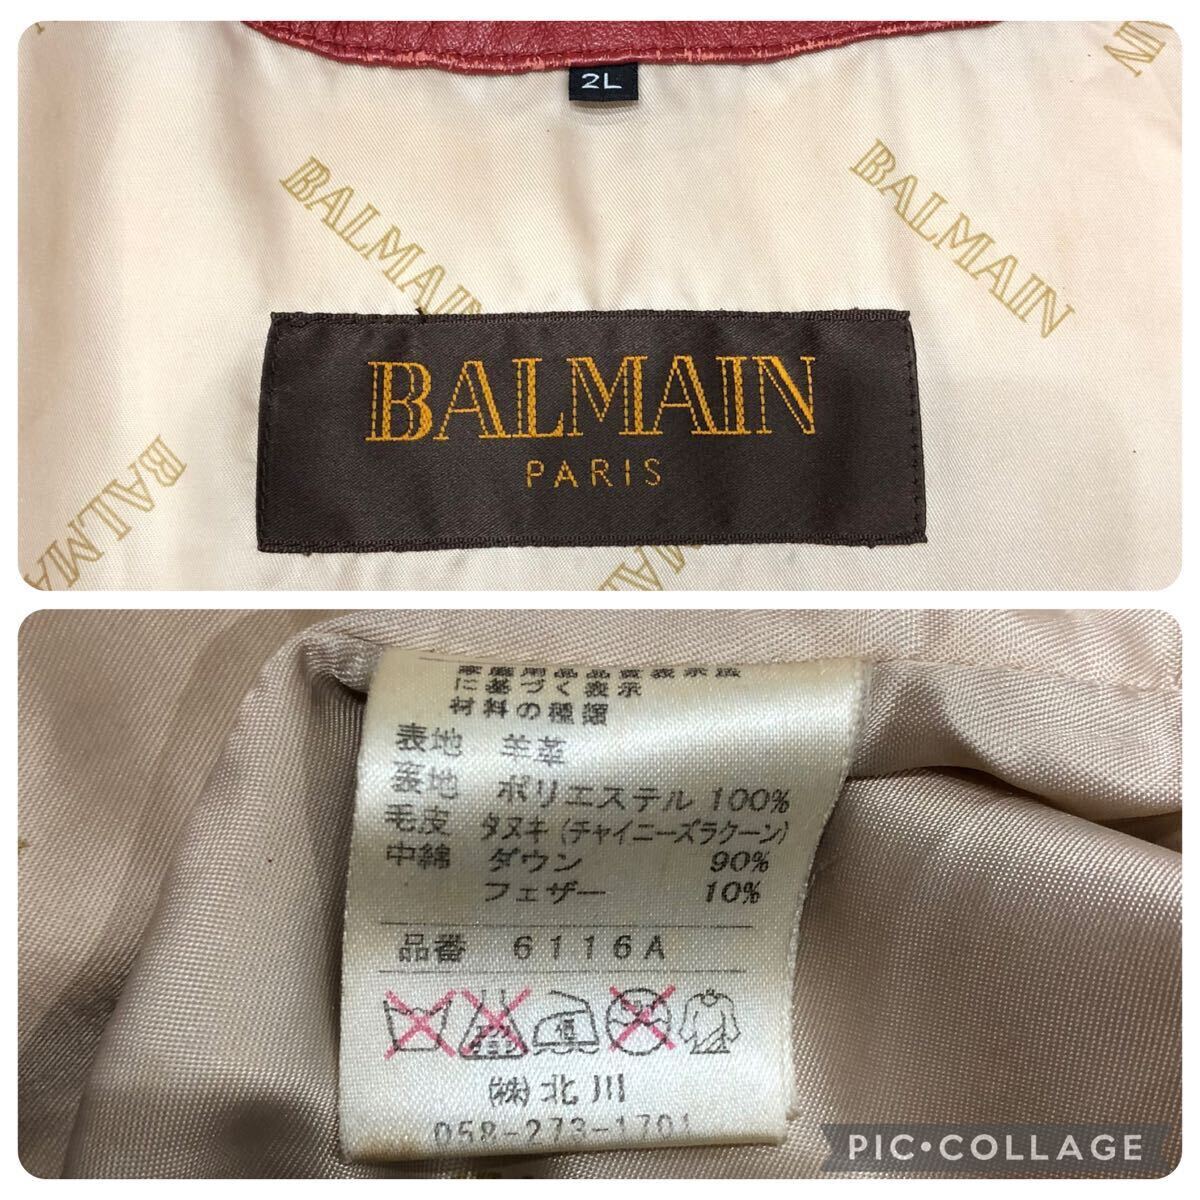 2L
BALMAIN
BALMAIN
BALMAIN
PARIS
BALMAIN
家庭用品品質表示法
に基づく表示
材料の種類
表地 羊革
裏地 ポリエステル 100%
毛皮 タヌキ(チャイニーズラクーン)
中綿 ダウン 90%
フェザー 10%
品番 6116A
低
㈱北川
058-273-1701
PIC•COLLAGE